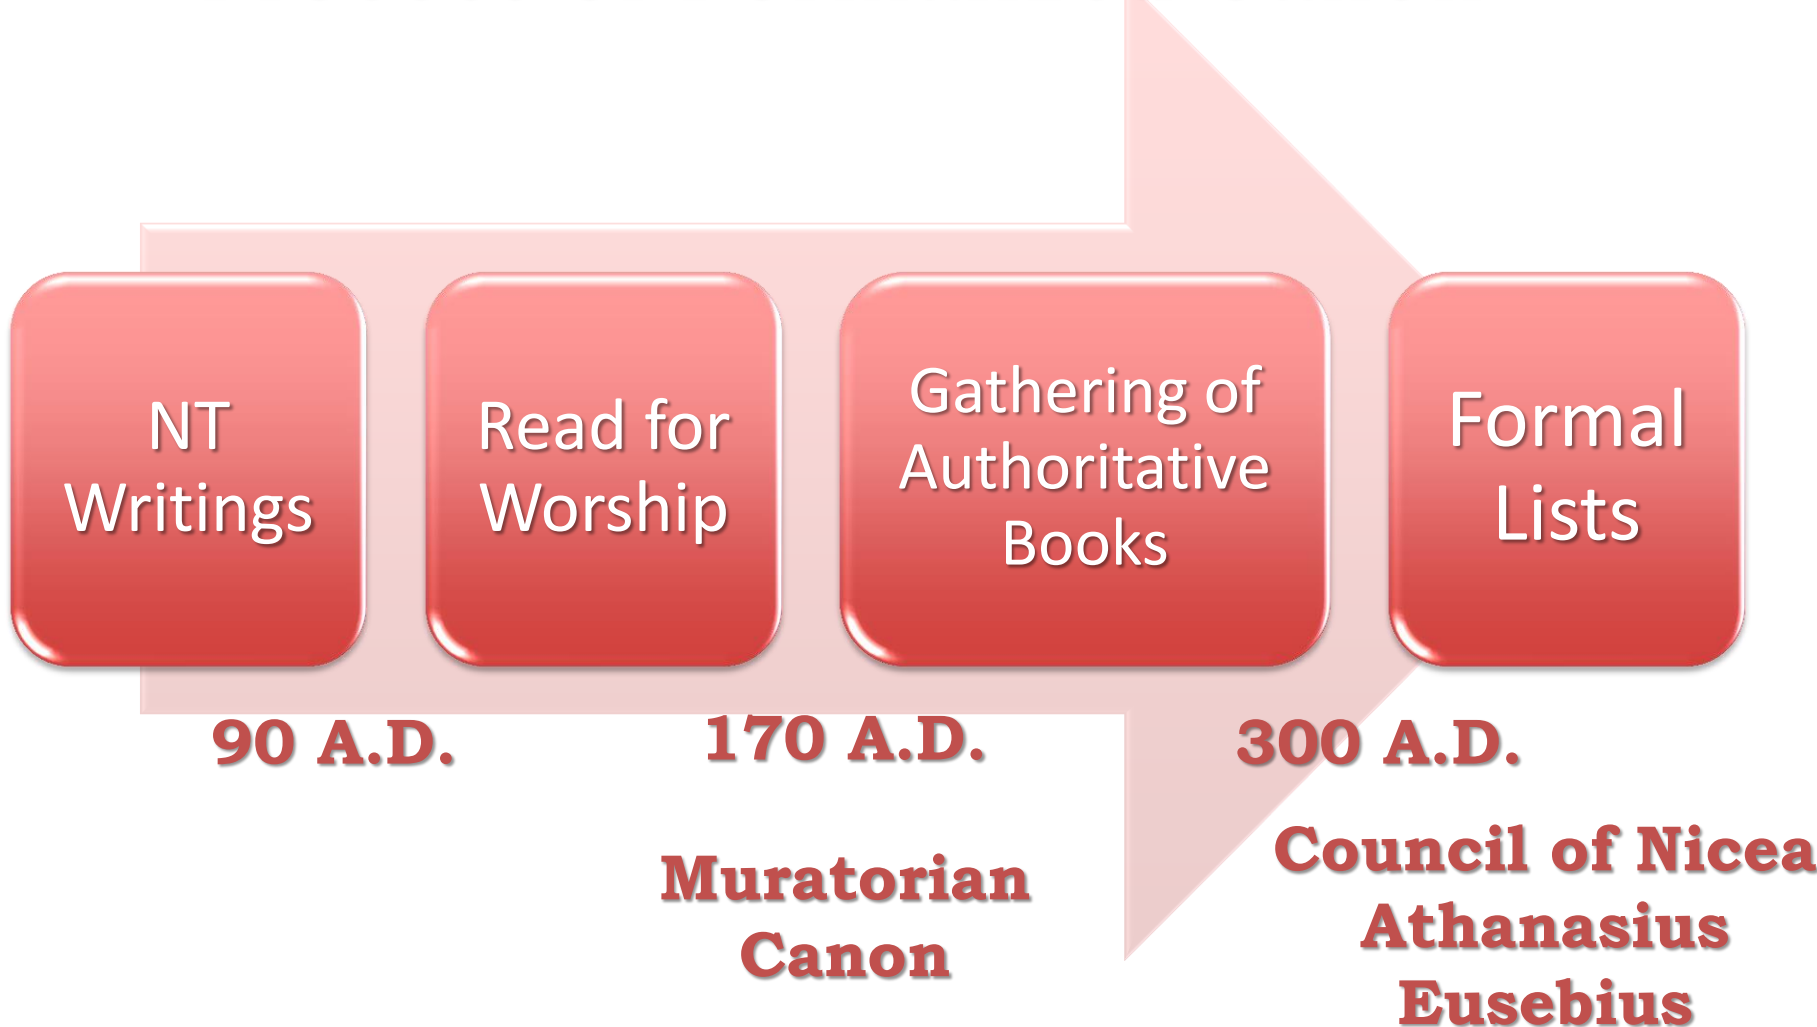 NT
Writings
Read for
Worship
Gathering of
Authoritative
Books
Formal
Lists
90 A.D.
170 A.D.
300 A.D.
Muratorian
Canon
Council of Nicea
Athanasius
Eusebius